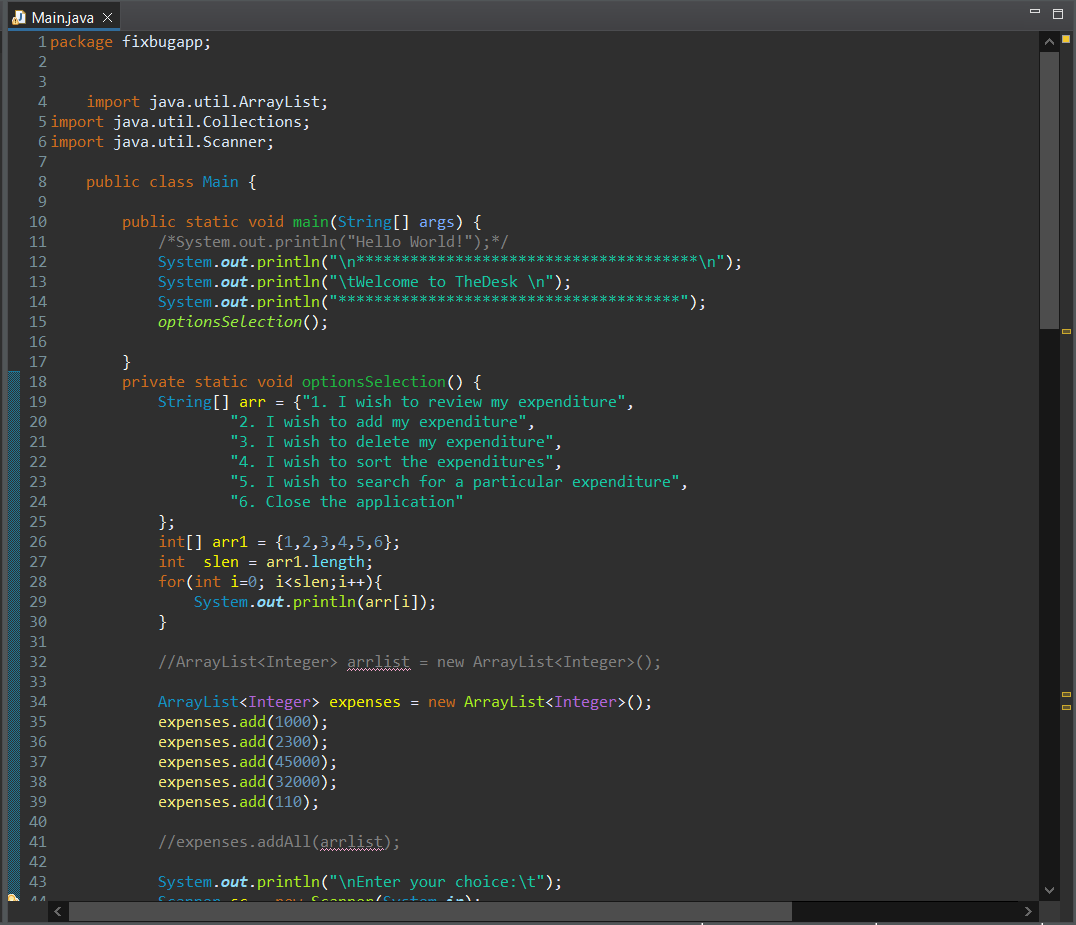 Main.java
1 package fixbugapp;
2
3
4 import java.util.ArrayList;
5 import java.util.Collections;
6 import java.util.Scanner;
7
8 public class Main {
9
10 public static void main(String[] args) {
11 /*System.out.println("Hello World!");*/
12 System.out.println("\n**************************************\n");
13 System.out.println("\tWelcome to TheDesk \n");
14 System.out.println("**************************************");
15 optionsSelection();
16
17 }
18 private static void optionsSelection() {
19 String[] arr = {"1. I wish to review my expenditure",
20 "2. I wish to add my expenditure",
21 "3. I wish to delete my expenditure",
22 "4. I wish to sort the expenditures",
23 "5. I wish to search for a particular expenditure",
24 "6. Close the application"
25 };
26 int[] arr1 = {1,2,3,4,5,6};
27 int  slen = arr1.length;
28 for(int i=0; i<slen;i++){
29 System.out.println(arr[i]);
30 }
31
32 //ArrayList<Integer> arrlist = new ArrayList<Integer>();
33
34 ArrayList<Integer> expenses = new ArrayList<Integer>();
35 expenses.add(1000);
36 expenses.add(2300);
37 expenses.add(45000);
38 expenses.add(32000);
39 expenses.add(110);
40
41 //expenses.addAll(arrlist);
42
43 System.out.println("\nEnter your choice:\t");